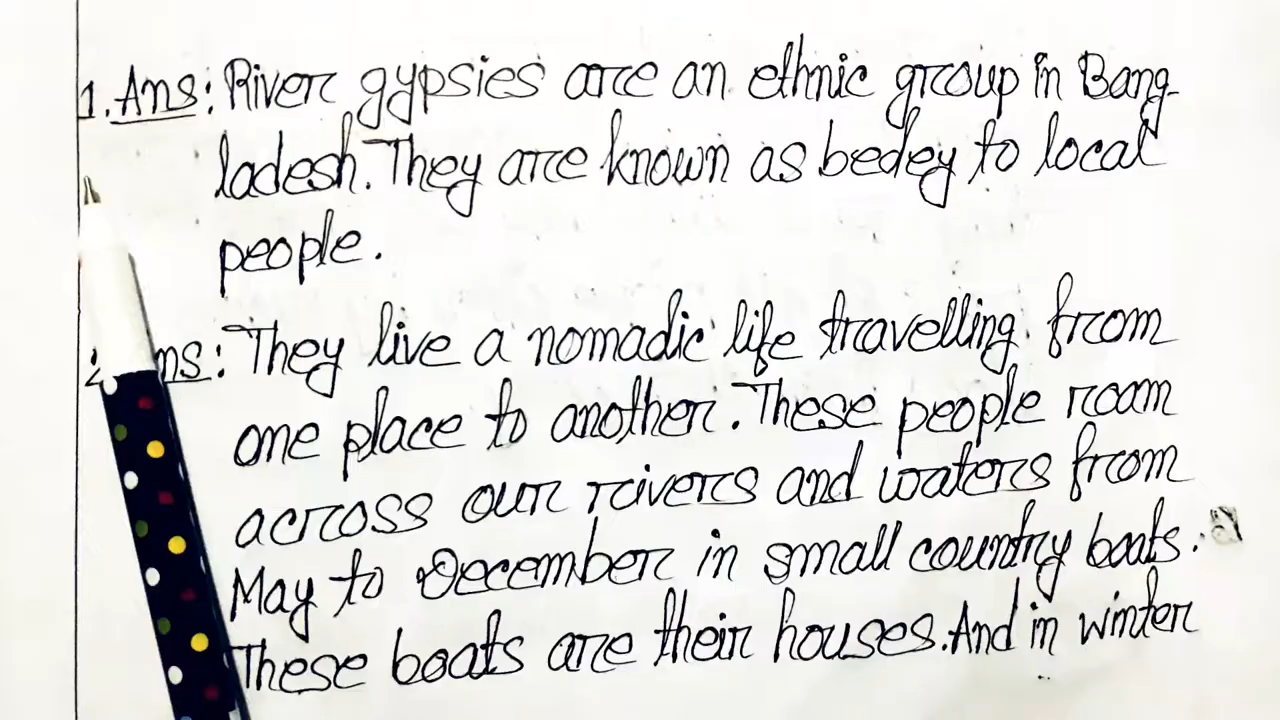 1. Ans: River gypsies are an ethnic group in Bang-
ladesh. They are known as bedey to local
people.
2. Ans: They live a nomadic life travelling from
one place to another. These people roam
across our rivers and waters from
May to December in small country boats.
These boats are their houses. And in winter